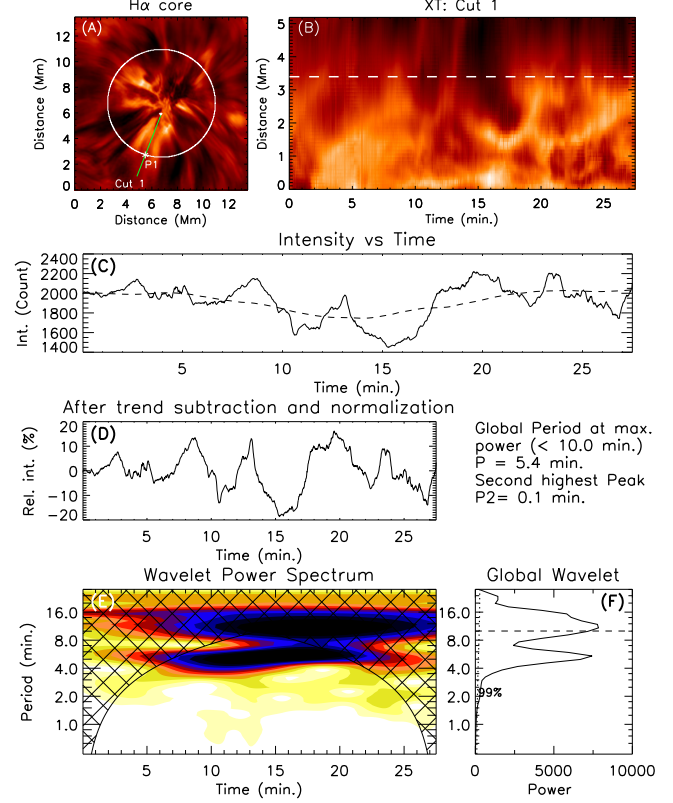 Hα core
XT: Cut 1
(A)
(B)
Distance (Mm)
12
10
8
6
4
2
0
P1
Cut 1
0 2 4 6 8 10 12
Distance (Mm)
Distance (Mm)
5
4
3
2
1
0
0 5 10 15 20 25
Time (min.)
Intensity vs Time
(C)
Int. (Count)
2400
2200
2000
1800
1600
1400
5 10 15 20 25
Time (min.)
After trend subtraction and normalization
(D)
Rel. int. (%)
20
10
0
−10
−20
5 10 15 20 25
Time (min.)
Global Period at max.
power (< 10.0 min.)
P = 5.4 min.
Second highest Peak
P2= 0.1 min.
Wavelet Power Spectrum
(E)
Period (min.)
16.0
8.0
4.0
2.0
1.0
5 10 15 20 25
Time (min.)
Global Wavelet
(F)
16.0
8.0
4.0
2.0
1.0
99%
0 5000 10000
Power